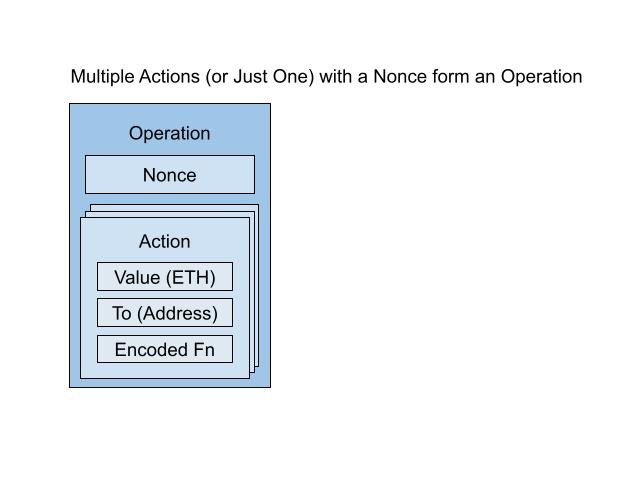 Multiple Actions (or Just One) with a Nonce form an Operation
Operation
Nonce
Action
Value (ETH)
To (Address)
Encoded Fn